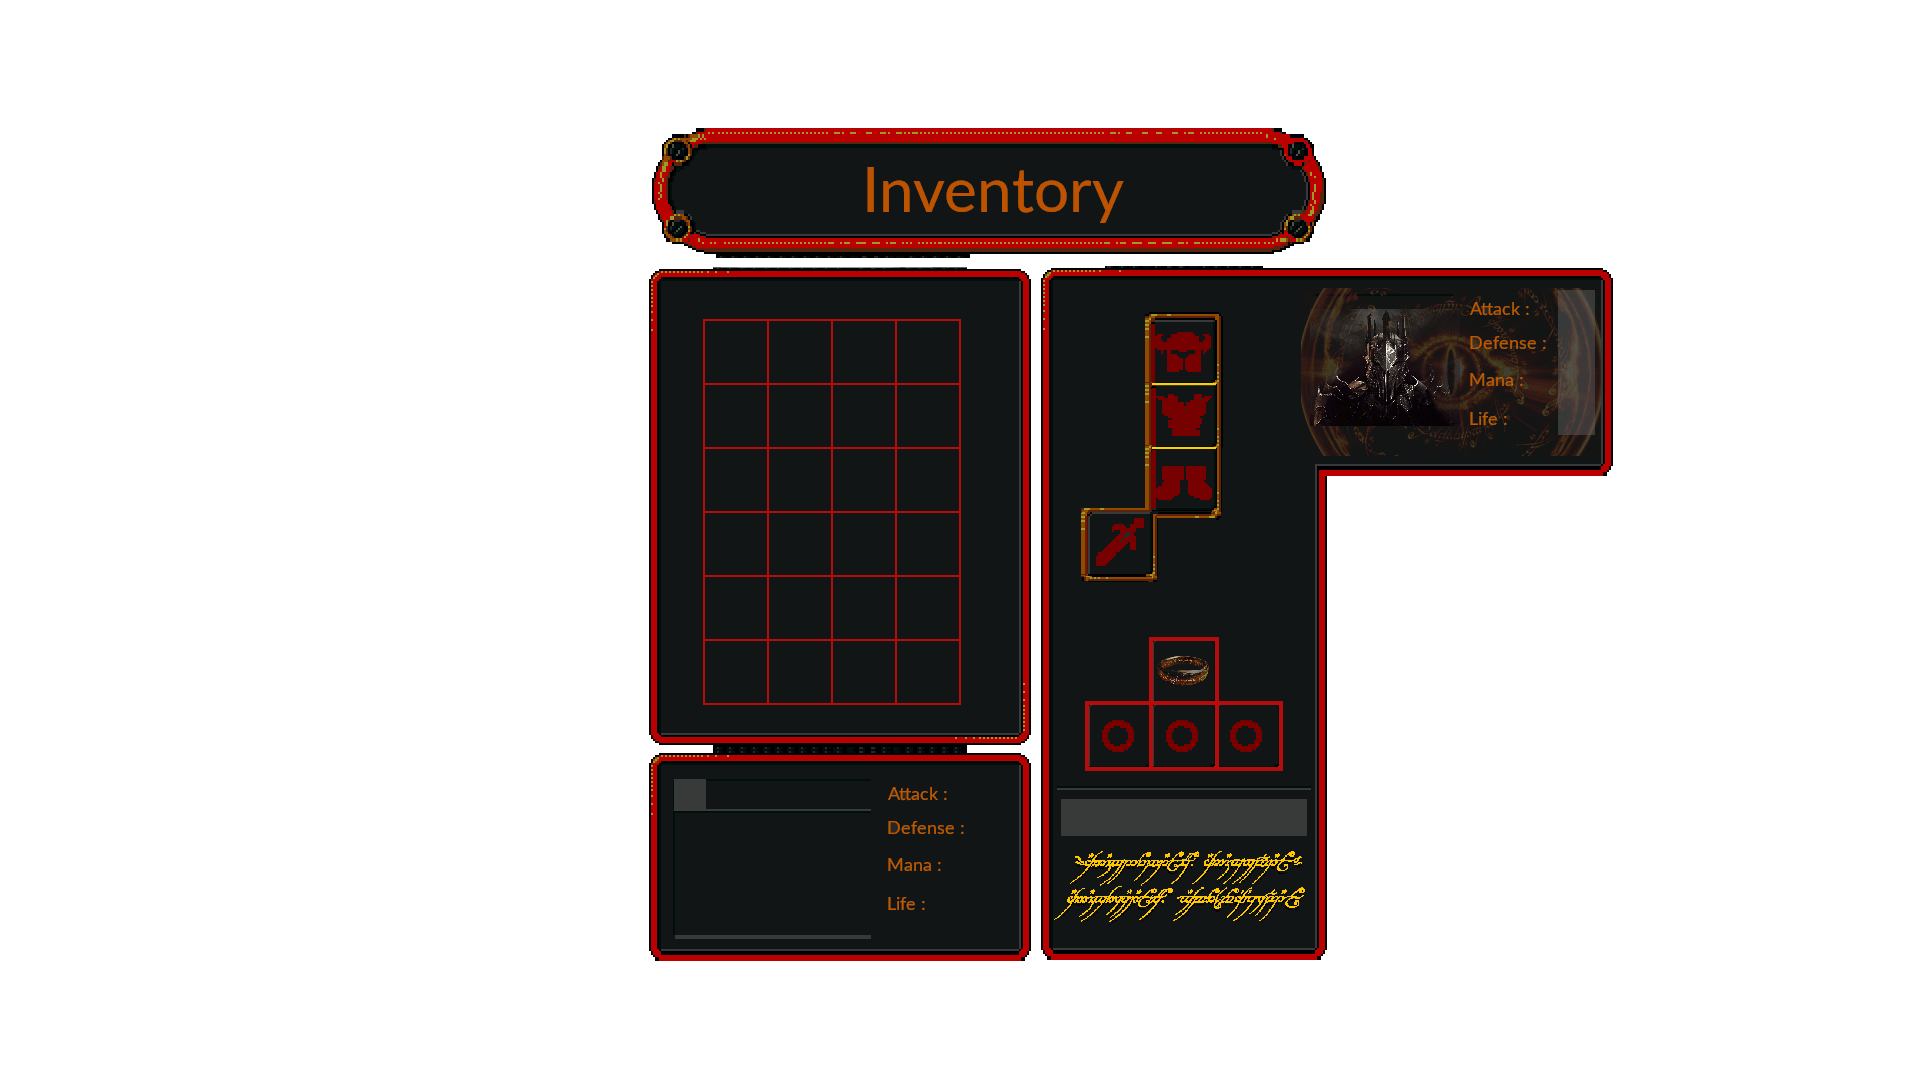 Inventory
Attack :
Defense :
Mana :
Life :
Attack :
Defense :
Mana :
Life :